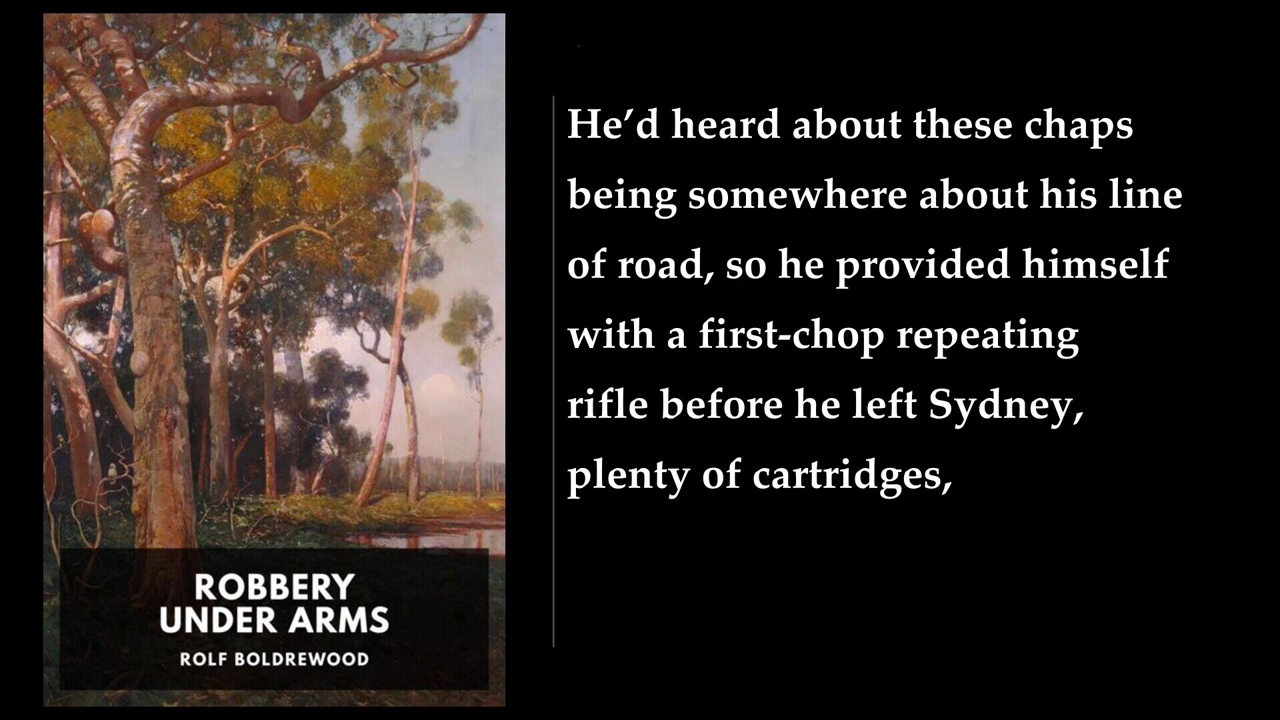 He’d heard about these chaps
being somewhere about his line
of road, so he provided himself
with a first-chop repeating
rifle before he left Sydney,
plenty of cartridges,
ROBBERY
UNDER ARMS
ROLF BOLDREWOOD